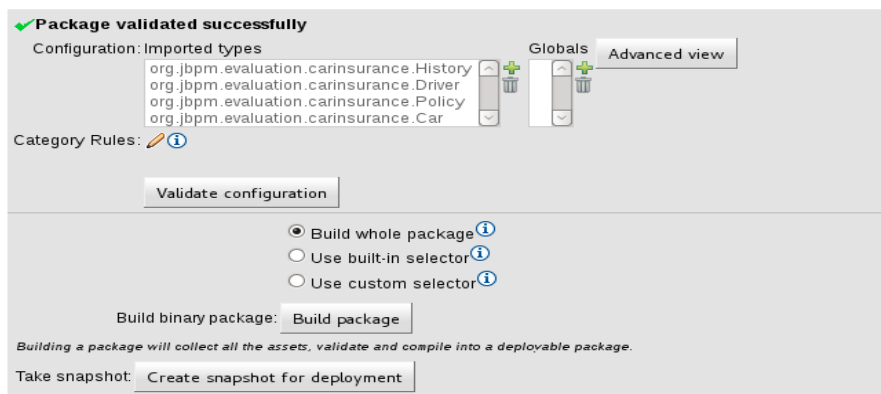 Package validated successfully
Configuration: Imported types Globals Advanced view
org.jbpm.evaluation.carinsurance.History
org.jbpm.evaluation.carinsurance.Driver
org.jbpm.evaluation.carinsurance.Policy
org.jbpm.evaluation.carinsurance.Car
Category Rules:
Validate configuration
Build whole package
Use built-in selector
Use custom selector
Build binary package: Build package
Building a package will collect all the assets, validate and compile into a deployable package.
Take snapshot: Create snapshot for deployment